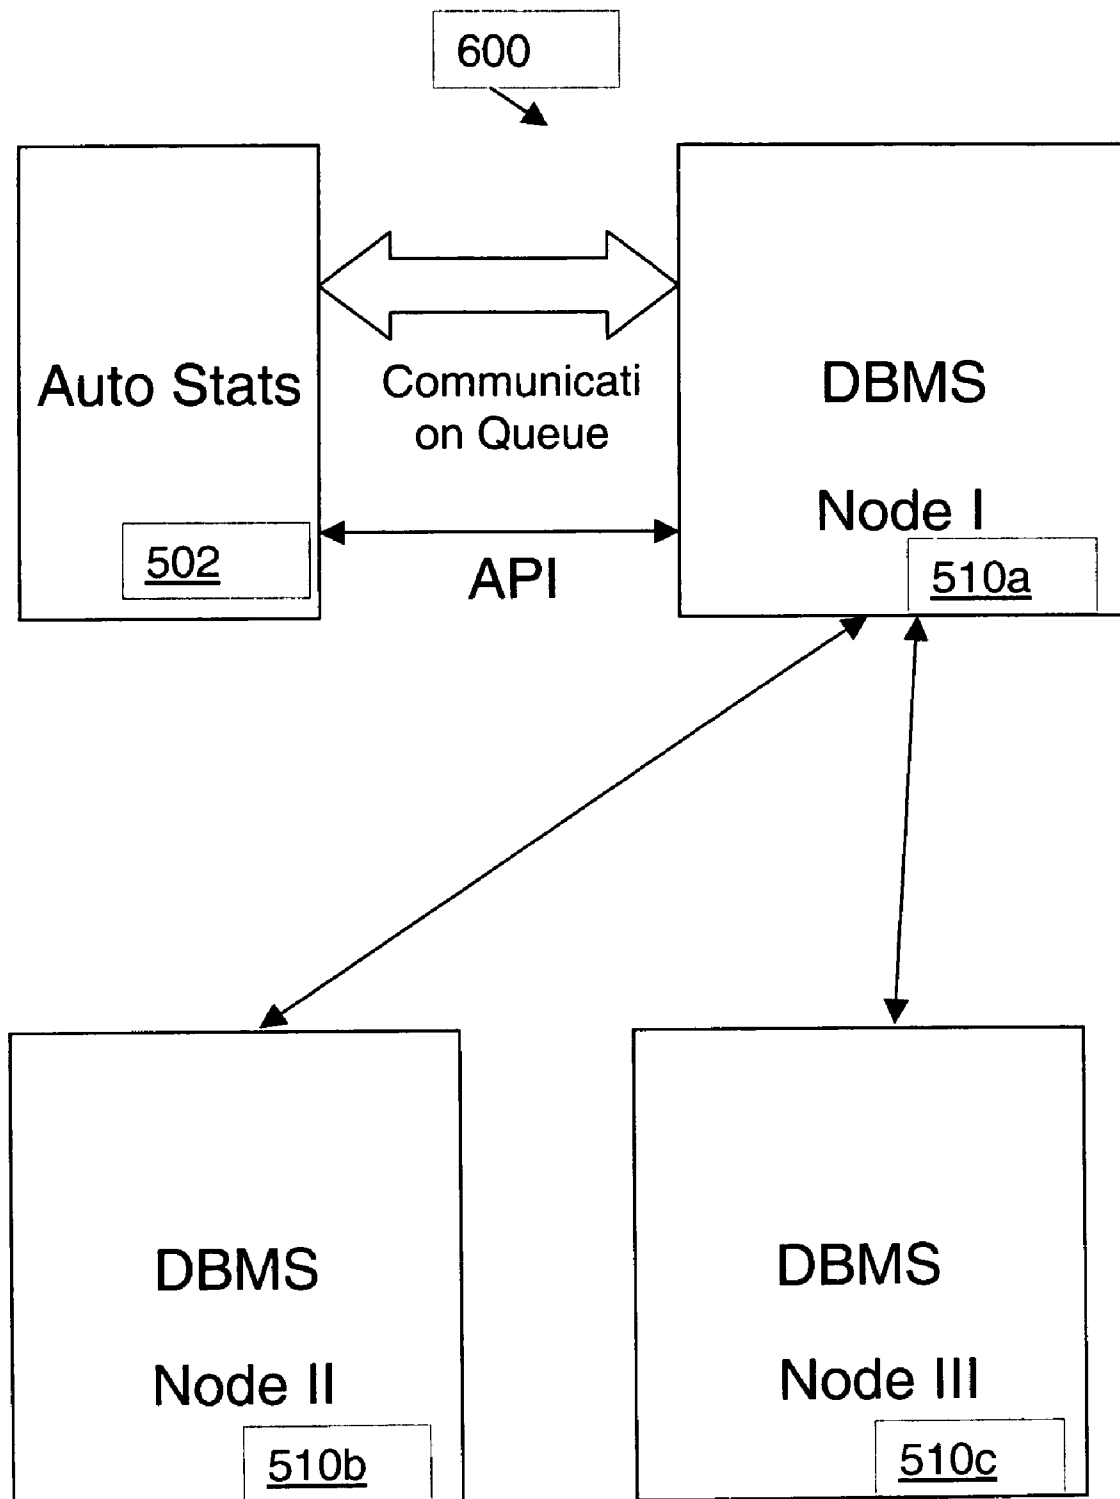 600
Auto Stats
Communicati
on Queue
DBMS
Node I
502
API
510a
DBMS
Node II
510b
DBMS
Node III
510c